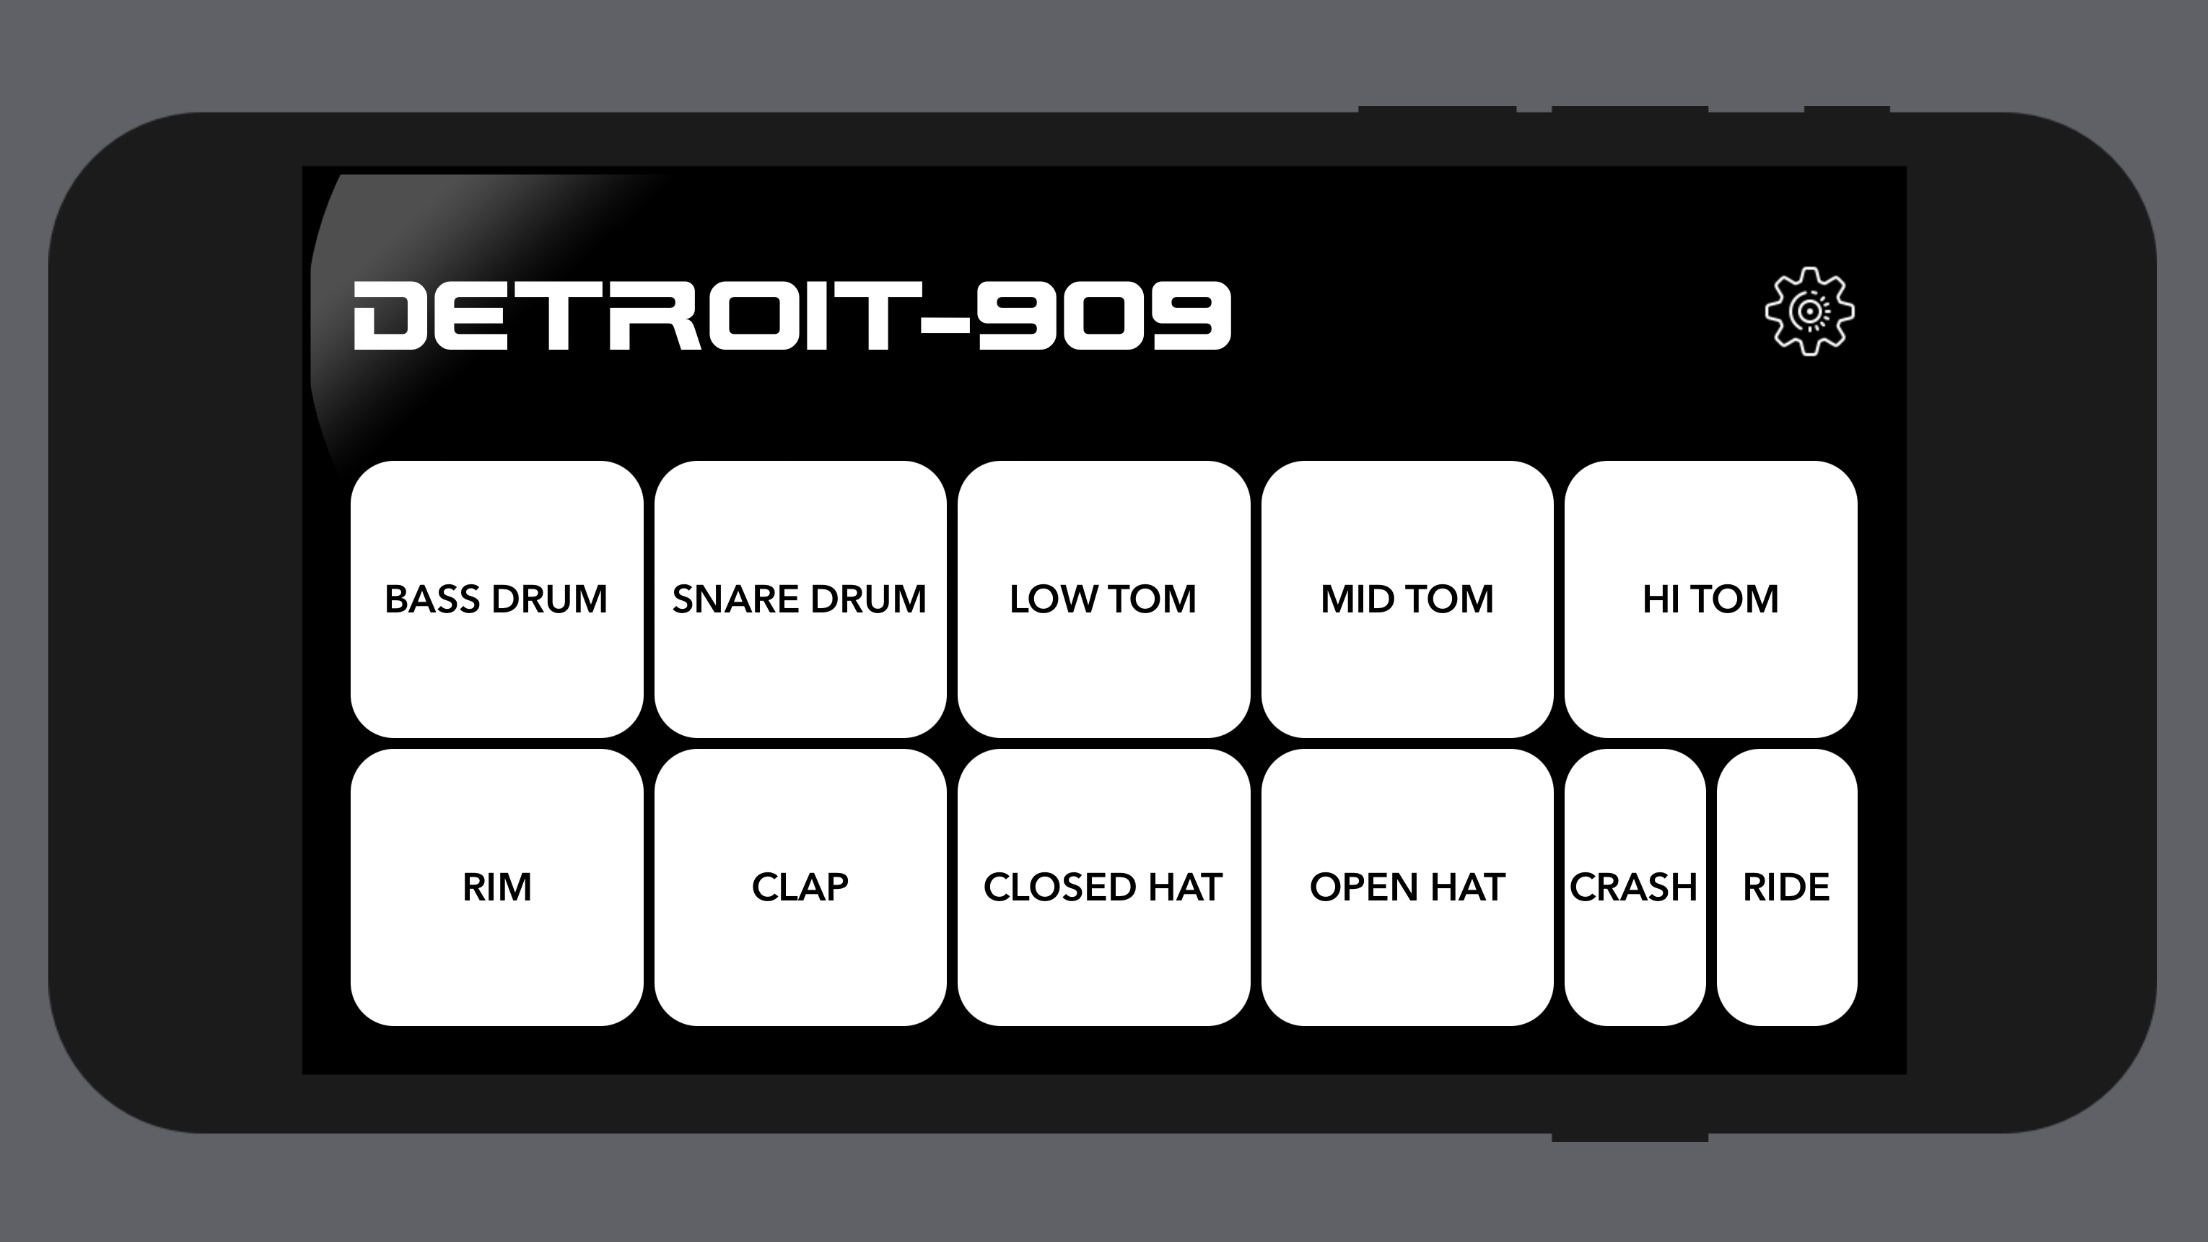 DETROIT-909
BASS DRUM
SNARE DRUM
LOW TOM
MID TOM
HI TOM
RIM
CLAP
CLOSED HAT
OPEN HAT
CRASH
RIDE